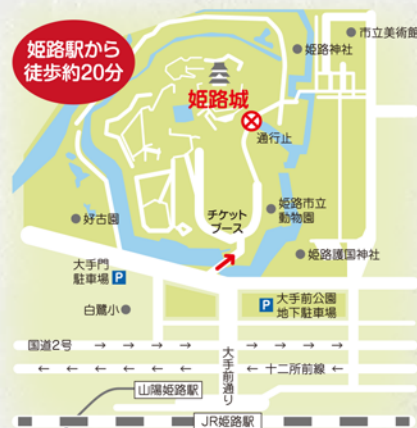 姫路駅から
徒歩約20分
市立美術館
姫路神社
姫路城
通行止
チケット
ブース
姫路市立
動物園
好古園
姫路護国神社
大手門
駐車場 P
P 大手前公園
地下駐車場
白鷺小
国道2号 → → → → → →
大手前通り
← ← ← ← ← 十二所前線 ← ←
山陽姫路駅
JR姫路駅